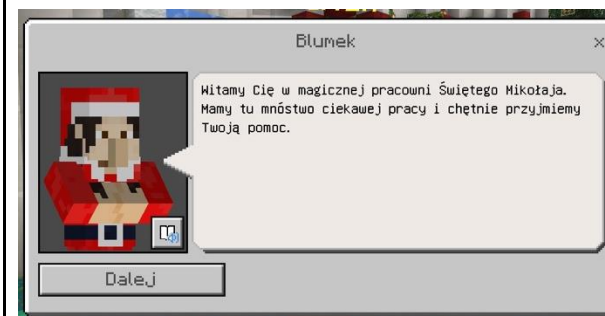 Blumek
Witamy Cię w magicznej pracowni Świętego Mikołaja.
Mamy tu mnóstwo ciekawej pracy i chętnie przyjmiemy
Twoją pomoc.
Dalej